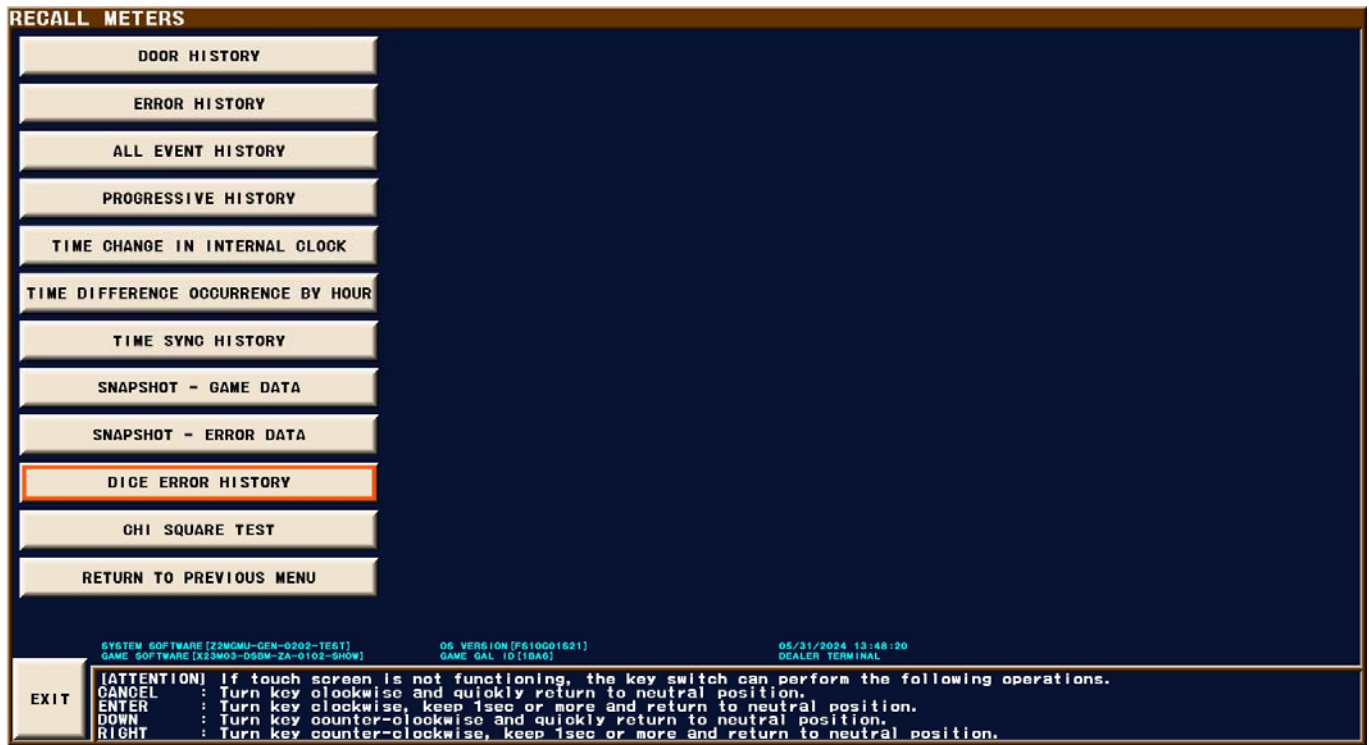 RECALL METERS
DOOR HISTORY
ERROR HISTORY
ALL EVENT HISTORY
PROGRESSIVE HISTORY
TIME CHANGE IN INTERNAL CLOCK
TIME DIFFERENCE OCCURRENCE BY HOUR
TIME SYNC HISTORY
SNAPSHOT - GAME DATA
SNAPSHOT - ERROR DATA
DICE ERROR HISTORY
CHI SQUARE TEST
RETURN TO PREVIOUS MENU
SYSTEM SOFTWARE[Z2MGMU-GEN-0202-TEST] OS VERSION[FS10G01S21] 05/31/2024 13:48:20
GAME SOFTWARE[X23M03-DSBM-ZA-0102-SHOW] GAME GAL ID[1BA6] DEALER TERMINAL
EXIT
[ATTENTION] If touch screen is not functioning, the key switch can perform the following operations.
CANCEL : Turn key clockwise and quickly return to neutral position.
ENTER : Turn key clockwise, keep 1sec or more and return to neutral position.
DOWN : Turn key counter-clockwise and quickly return to neutral position.
RIGHT : Turn key counter-clockwise, keep 1sec or more and return to neutral position.